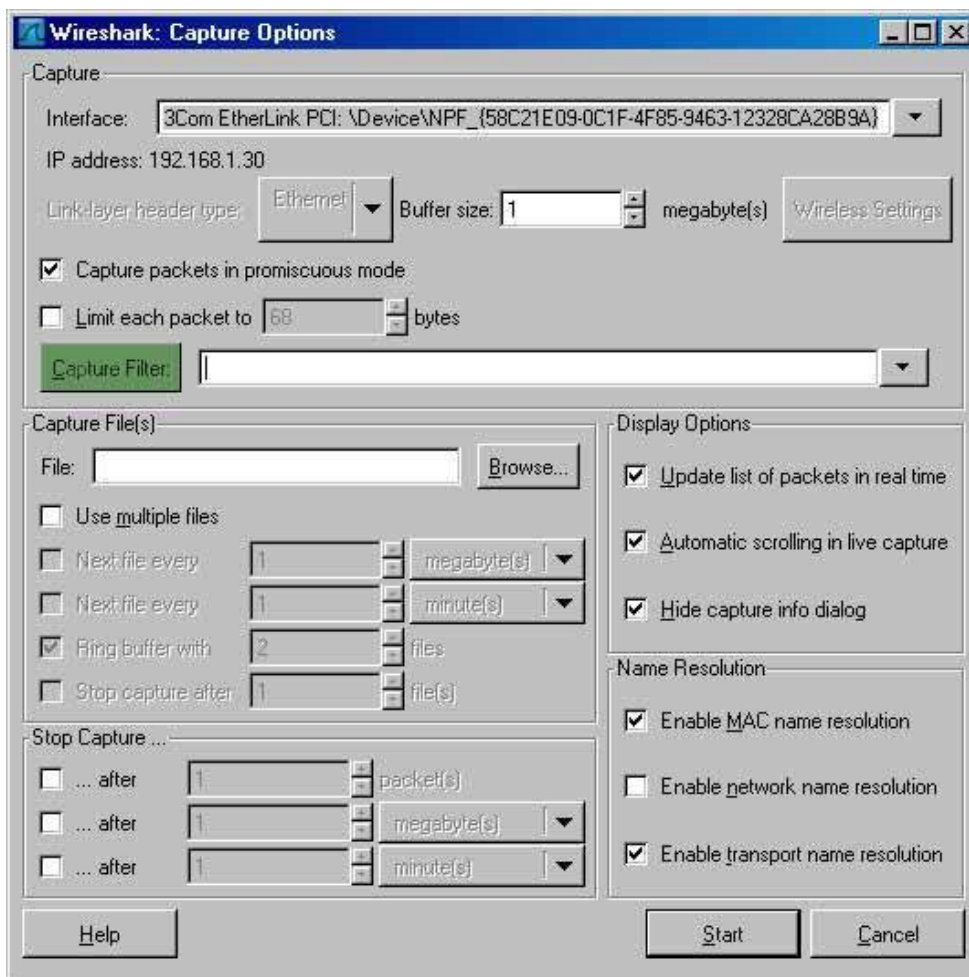 Wireshark: Capture Options
Capture
Interface: 3Com EtherLink PCI: \Device\NPF_{58C21E09-0C1F-4F85-9463-12328CA28B9A}
IP address: 192.168.1.30
Link-layer header type: Ethernet Buffer size: 1 megabyte(s) Wireless Settings
Capture packets in promiscuous mode
Limit each packet to 68 bytes
Capture Filter:
Capture File(s)
File: Browse...
Use multiple files
Next file every 1 megabyte(s)
Next file every 1 minute(s)
Ring buffer with 2 files
Stop capture after 1 file(s)
Stop Capture ...
... after 1 packet(s)
... after 1 megabyte(s)
... after 1 minute(s)
Display Options
Update list of packets in real time
Automatic scrolling in live capture
Hide capture info dialog
Name Resolution
Enable MAC name resolution
Enable network name resolution
Enable transport name resolution
Help Start Cancel